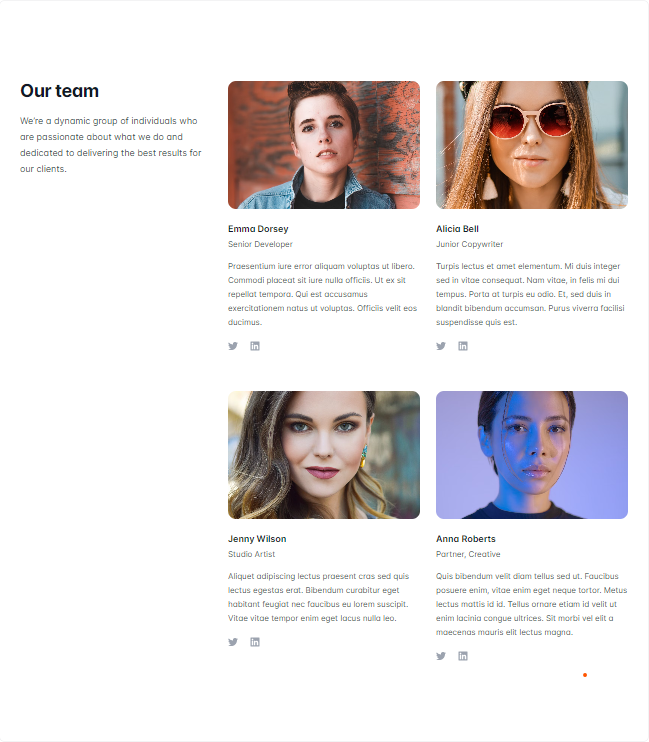 Our team
We're a dynamic group of individuals who
are passionate about what we do and
dedicated to delivering the best results for
our clients.
Emma Dorsey
Senior Developer
Praesentium iure error aliquam voluptas ut libero.
Commodi placeat sit iure nulla officiis. Ut ex sit
repellat tempora. Qui est accusamus
exercitationem natus ut voluptas. Officiis velit eos
ducimus.
Alicia Bell
Junior Copywriter
Turpis lectus et amet elementum. Mi duis integer
sed in vitae consequat. Nam vitae, in felis mi dui
tempus. Porta at turpis eu odio. Et, sed duis in
blandit bibendum accumsan. Purus viverra facilisi
suspendisse quis est.
Jenny Wilson
Studio Artist
Aliquet adipiscing lectus praesent cras sed quis
lectus egestas erat. Bibendum curabitur eget
habitant feugiat nec faucibus eu lorem suscipit.
Vitae vitae tempor enim eget lacus nulla leo.
Anna Roberts
Partner, Creative
Quis bibendum velit diam tellus sed ut. Faucibus
posuere enim, vitae enim eget neque tortor. Metus
lectus mattis id id. Tellus ornare etiam id velit ut
enim lacinia congue ultrices. Sit morbi vel elit a
maecenas mauris elit lectus magna.